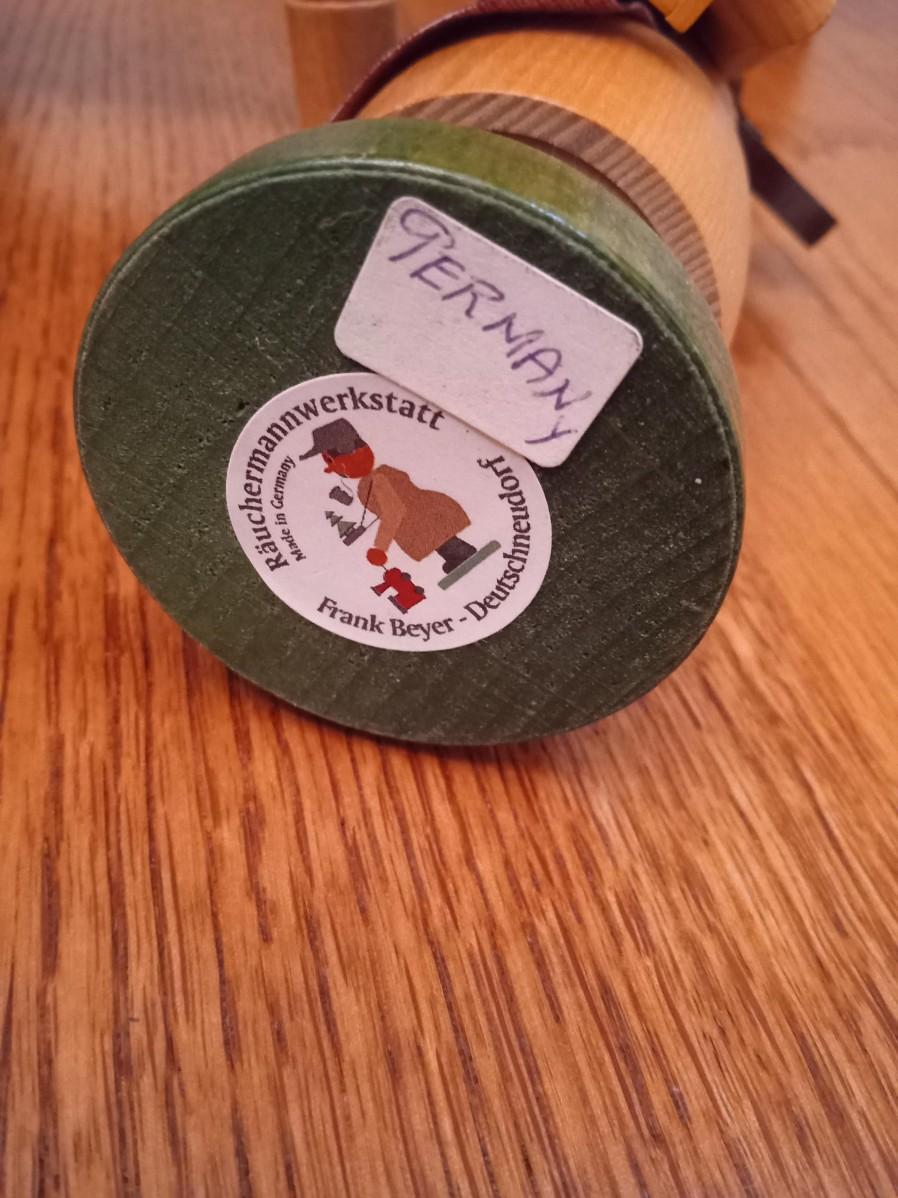 GERMANY
Räuchermannwerkstatt
Made in Germany
Frank Beyer - Deutschneudorf